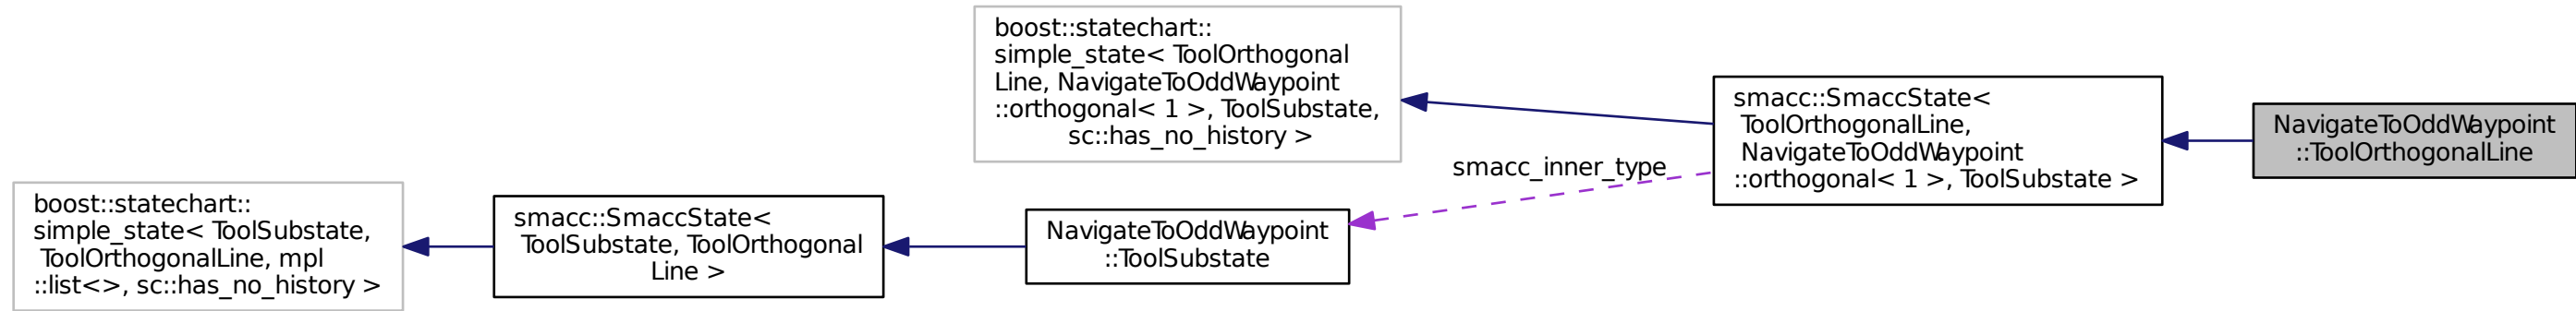 boost::statechart::
simple_state< ToolOrthogonal
Line, NavigateToOddWaypoint
::orthogonal< 1 >, ToolSubstate,
sc::has_no_history >
smacc::SmaccState<
ToolOrthogonalLine,
NavigateToOddWaypoint
::orthogonal< 1 >, ToolSubstate >
NavigateToOddWaypoint
::ToolOrthogonalLine
smacc_inner_type
boost::statechart::
simple_state< ToolSubstate,
ToolOrthogonalLine, mpl
::list<>, sc::has_no_history >
smacc::SmaccState<
ToolSubstate, ToolOrthogonal
Line >
NavigateToOddWaypoint
::ToolSubstate